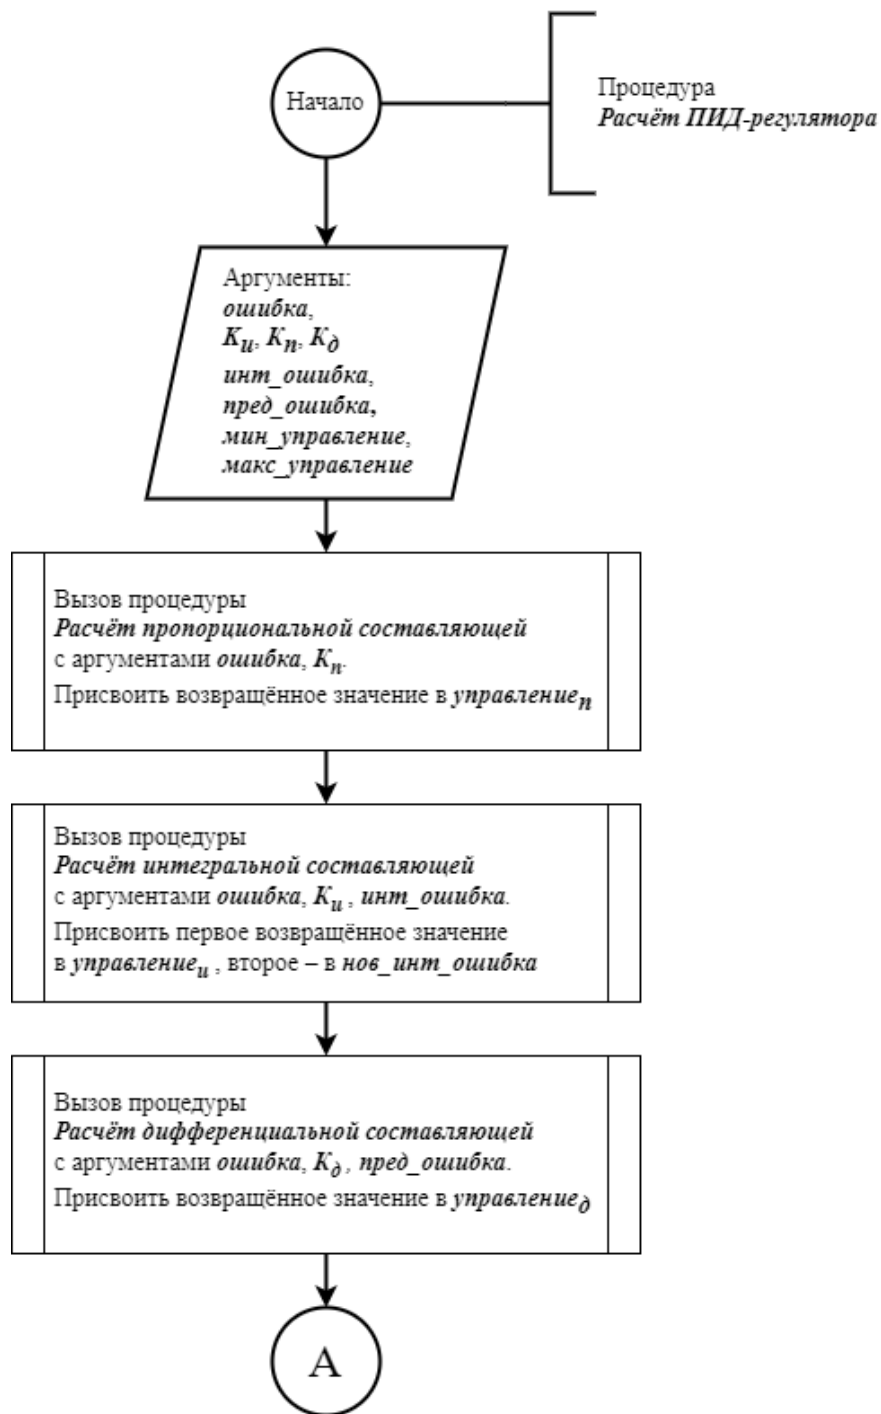 Начало
Процедура
Расчёт ПИД-регулятора
Аргументы:
ошибка,
Kи, Kп, Kд
инт_ошибка,
пред_ошибка,
мин_управление,
макс_управление
Вызов процедуры
Расчёт пропорциональной составляющей
с аргументами ошибка, Kп.
Присвоить возвращённое значение в управлениеп
Вызов процедуры
Расчёт интегральной составляющей
с аргументами ошибка, Kи , инт_ошибка.
Присвоить первое возвращённое значение
в управлениеи , второе – в нов_инт_ошибка
Вызов процедуры
Расчёт дифференциальной составляющей
с аргументами ошибка, Kд , пред_ошибка.
Присвоить возвращённое значение в управлениед
А